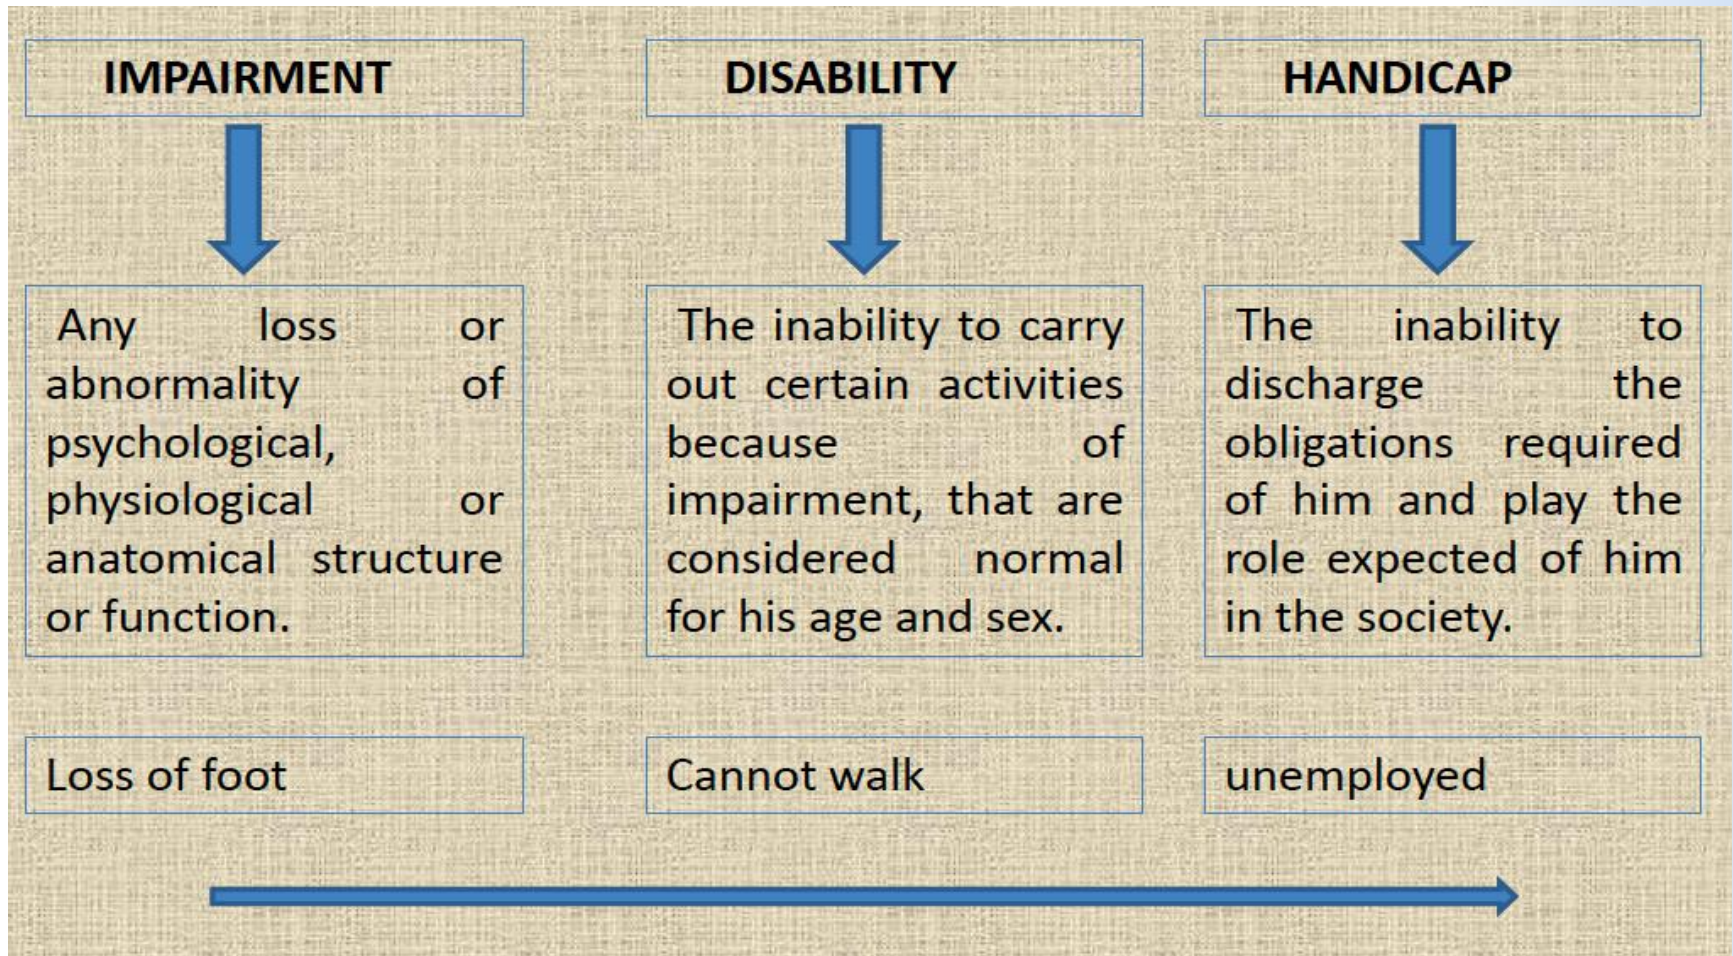 IMPAIRMENT
DISABILITY
HANDICAP
Any loss or
abnormality of
psychological,
physiological or
anatomical structure
or function.
The inability to carry
out certain activities
because of
impairment, that are
considered normal
for his age and sex.
The inability to
discharge the
obligations required
of him and play the
role expected of him
in the society.
Loss of foot
Cannot walk
unemployed